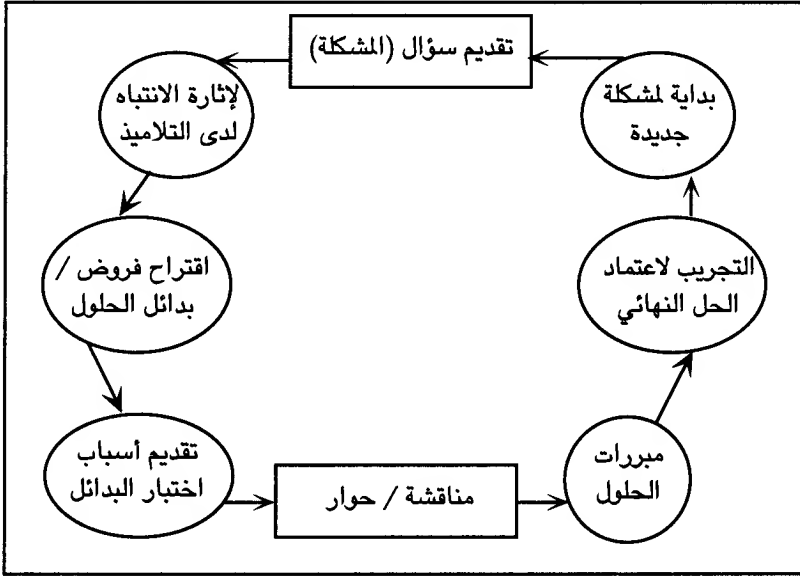 تقديم سؤال (المشكلة)
لإثارة الانتباه
لدى التلاميذ
اقتراح فروض /
بدائل الحلول
تقديم أسباب
اختبار البدائل
مناقشة / حوار
مبررات
الحلول
التجريب لاعتماد
الحل النهائي
بداية لمشكلة
جديدة